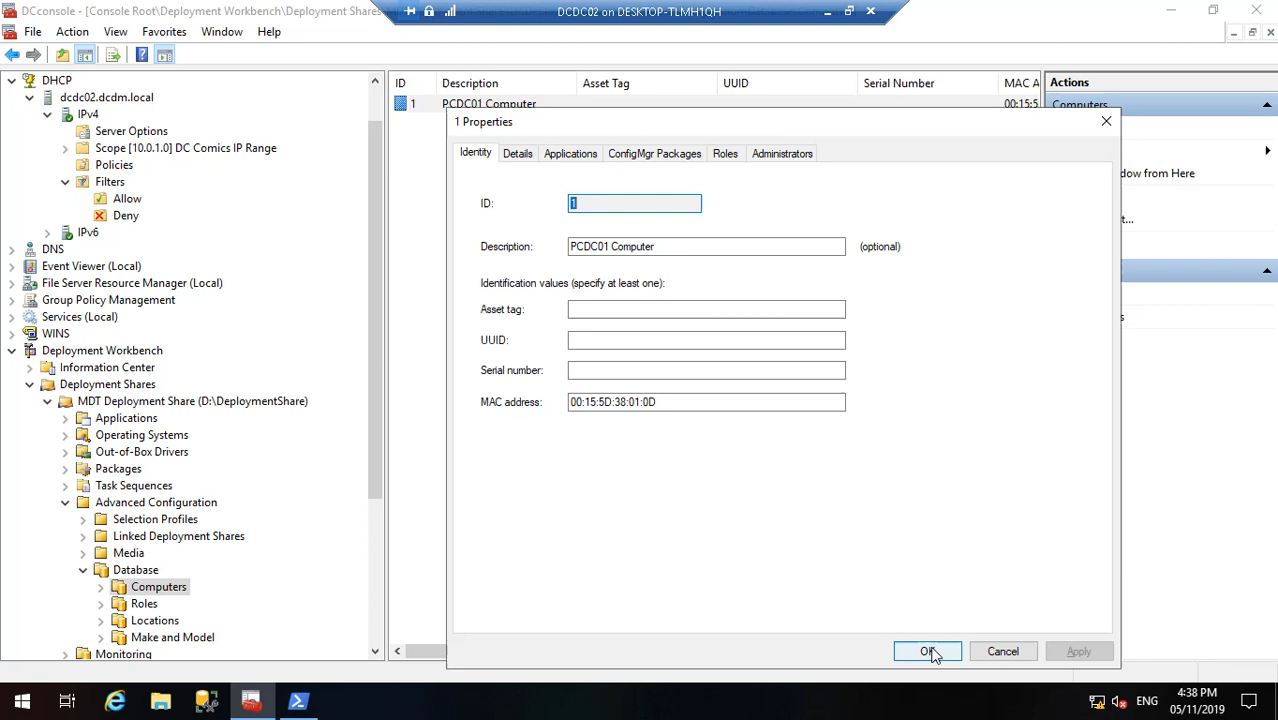 DCconsole - [Console Root\Deployment Workbench\Deployment Shares
DCDC02 on DESKTOP-TLMH1QH
File Action View Favorites Window Help
DHCP
dcdc02.dcdm.local
IPv4
Server Options
Scope [10.0.1.0] DC Comics IP Range
Policies
Filters
Allow
Deny
IPv6
DNS
Event Viewer (Local)
File Server Resource Manager (Local)
Group Policy Management
Services (Local)
WINS
Deployment Workbench
Information Center
Deployment Shares
MDT Deployment Share (D:\DeploymentShare)
Applications
Operating Systems
Out-of-Box Drivers
Packages
Task Sequences
Advanced Configuration
Selection Profiles
Linked Deployment Shares
Media
Database
Computers
Roles
Locations
Make and Model
Monitoring
ID Description Asset Tag UUID Serial Number MAC A
1 PCDC01 Computer 00:15:5
Actions
Computers
dow from Here
t...
s
1 Properties
Identity Details Applications ConfigMgr Packages Roles Administrators
ID: 1
Description: PCDC01 Computer (optional)
Identification values (specify at least one):
Asset tag:
UUID:
Serial number:
MAC address: 00:15:5D:38:01:0D
OK Cancel Apply
ENG
4:38 PM
05/11/2019